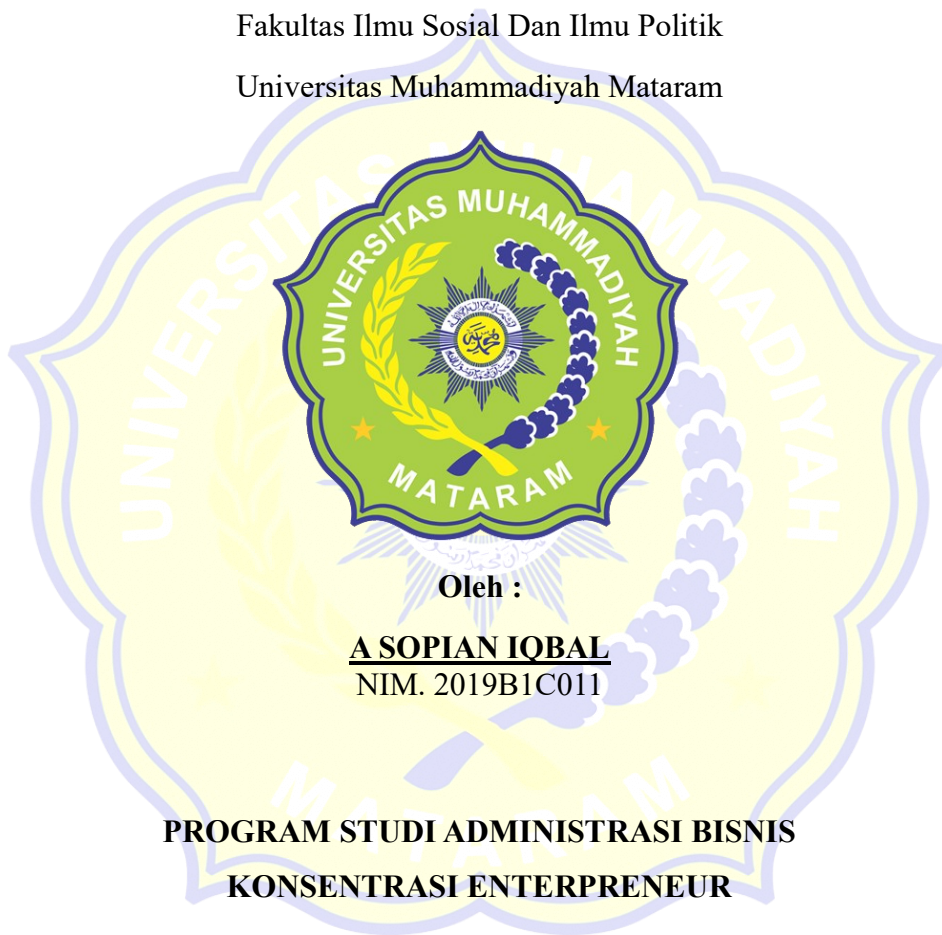 Fakultas Ilmu Sosial Dan Ilmu Politik
Universitas Muhammadiyah Mataram
UNIVERSITAS MUHAMMADIYAH
MATARAM
Oleh :
A SOPIAN IQBAL
NIM. 2019B1C011
PROGRAM STUDI ADMINISTRASI BISNIS
KONSENTRASI ENTERPRENEUR